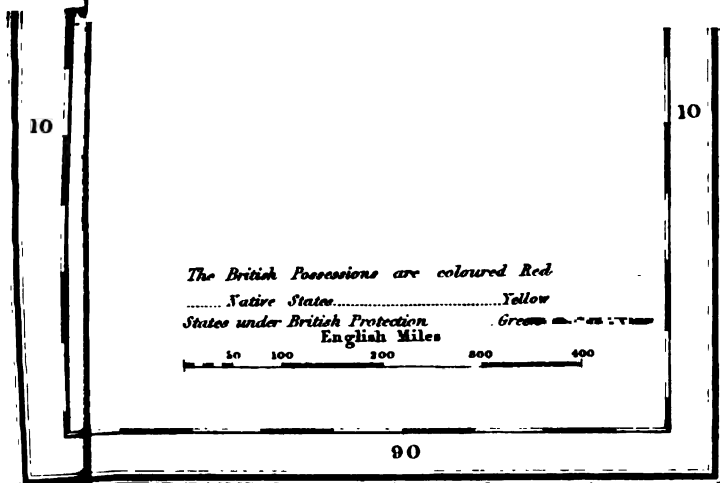 10
10
The British Possessions are coloured Red
....... Native States.......................................Yellow
States under British Protection Green
English Miles
50 100 200 300 400
90